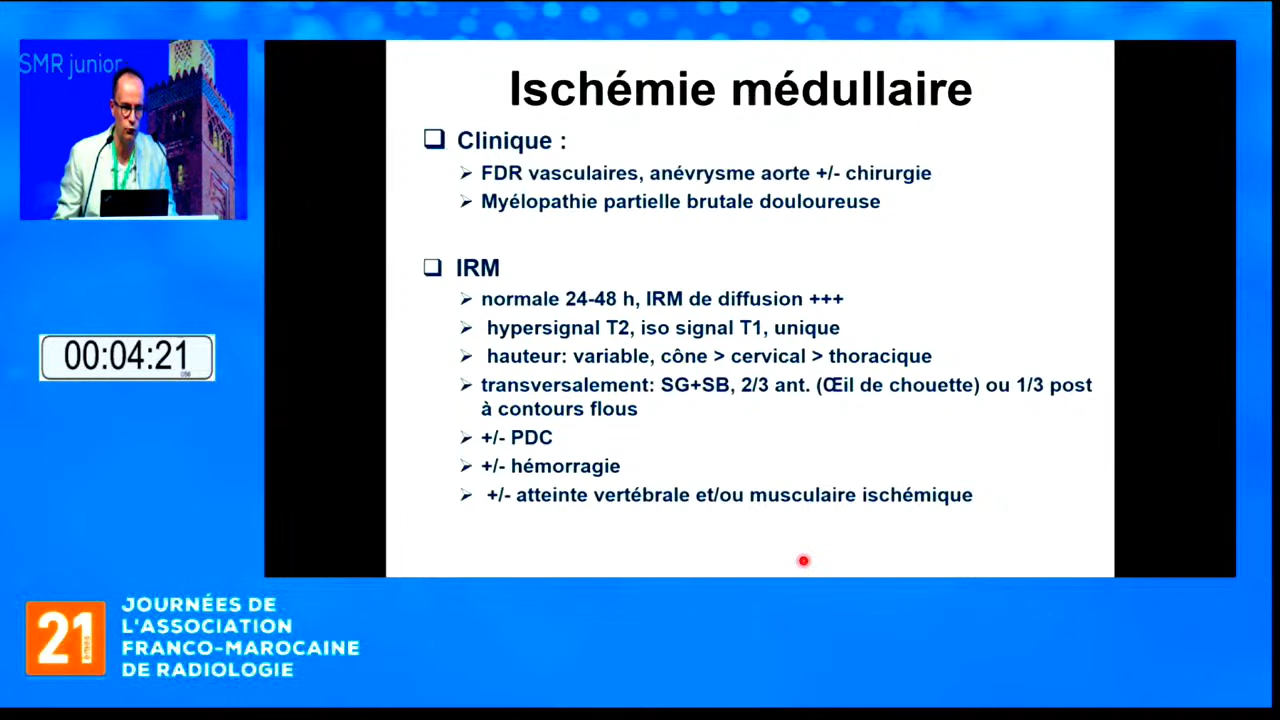 SMR junior
Ischémie médullaire
❑ Clinique :
➢ FDR vasculaires, anévrysme aorte +/- chirurgie
➢ Myélopathie partielle brutale douloureuse
❑ IRM
➢ normale 24-48 h, IRM de diffusion +++
➢ hypersignal T2, iso signal T1, unique
➢ hauteur: variable, cône > cervical > thoracique
➢ transversalement: SG+SB, 2/3 ant. (Œil de chouette) ou 1/3 post
à contours flous
➢ +/- PDC
➢ +/- hémorragie
➢ +/- atteinte vertébrale et/ou musculaire ischémique
00:04:21
21
JOURNÉES DE
L'ASSOCIATION
FRANCO-MAROCAINE
DE RADIOLOGIE